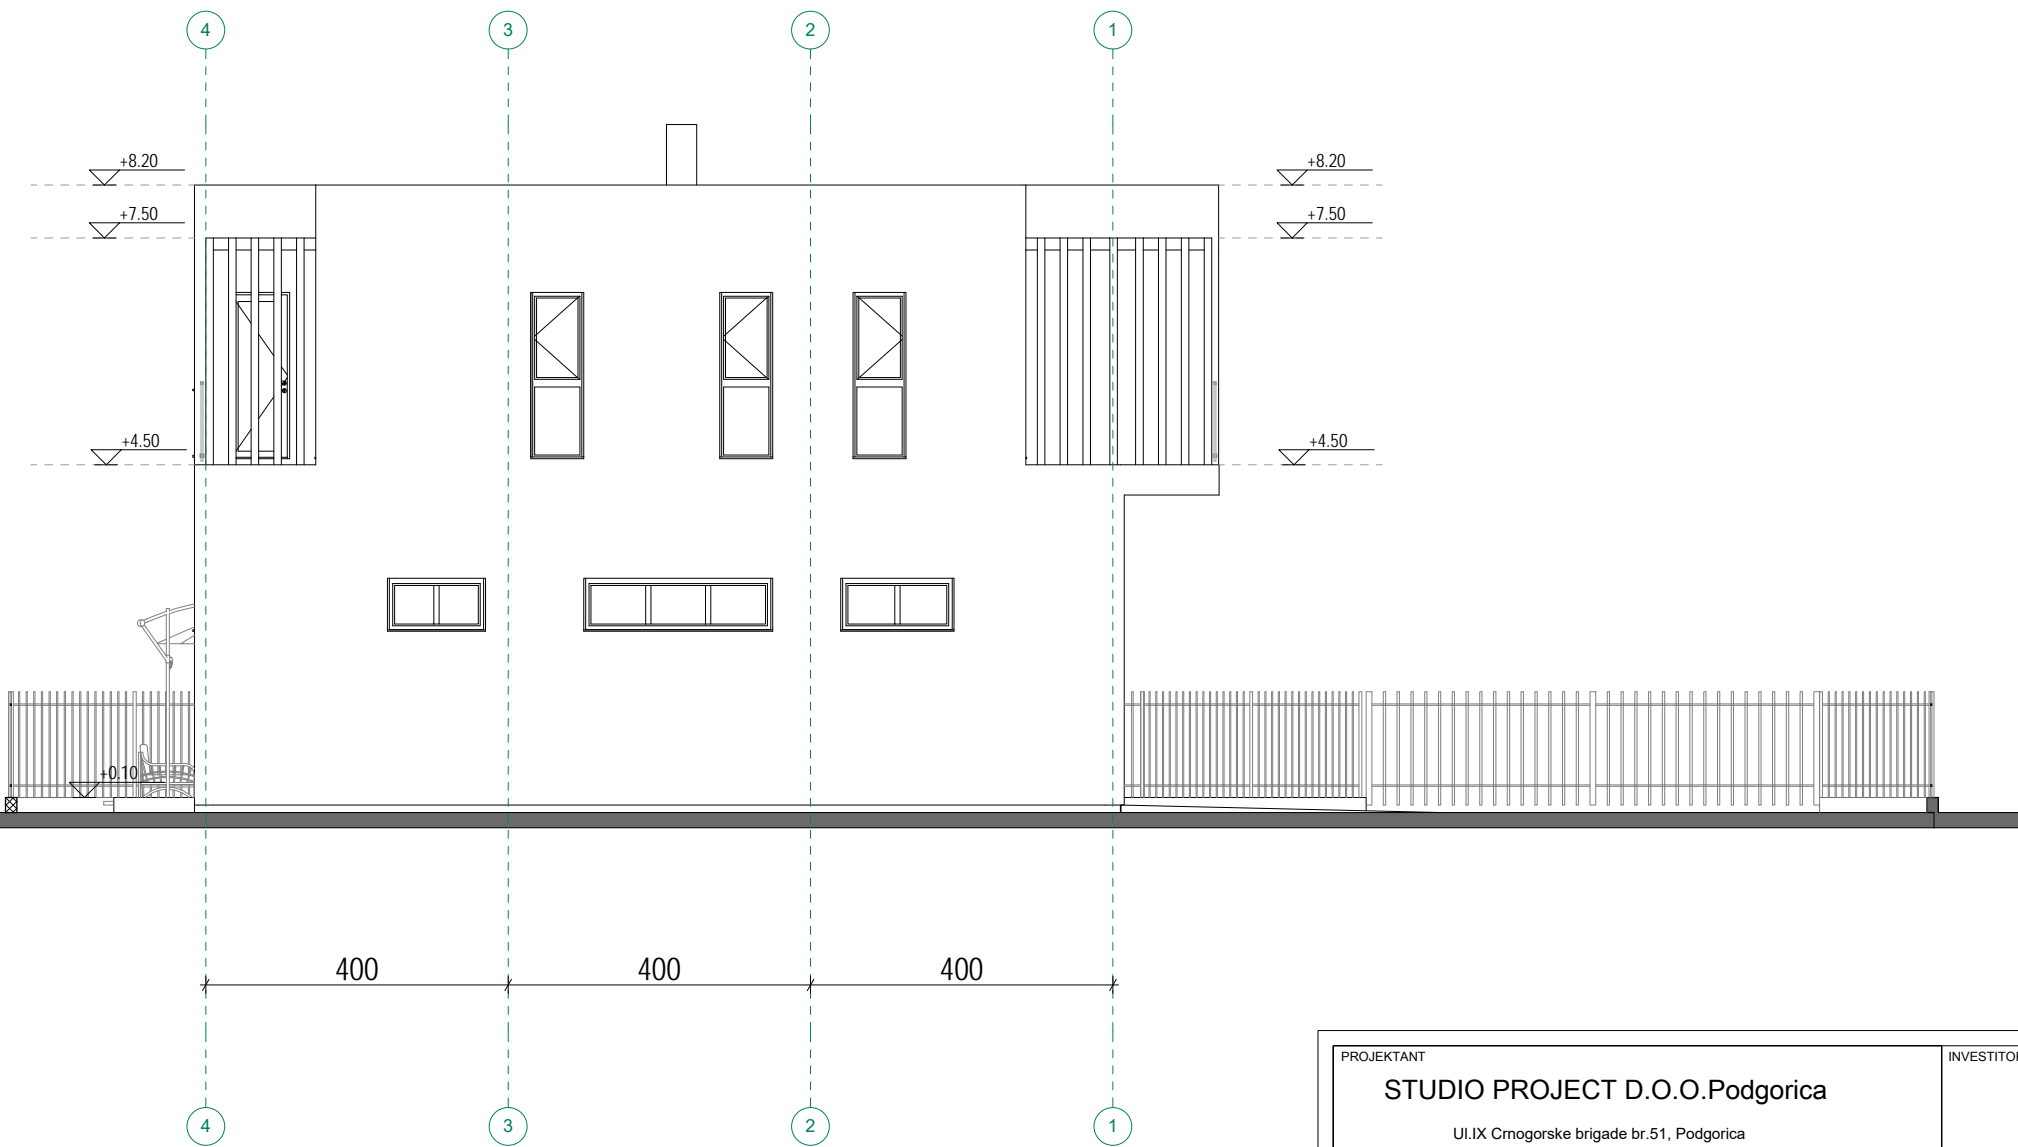 4 3 2 1
+8.20 +8.20
+7.50 +7.50
+4.50 +4.50
+0.10
400 400 400
PROJEKTANT
STUDIO PROJECT D.O.O.Podgorica
Ul.IX Crnogorske brigade br.51, Podgorica
INVESTITOR
4 3 2 1